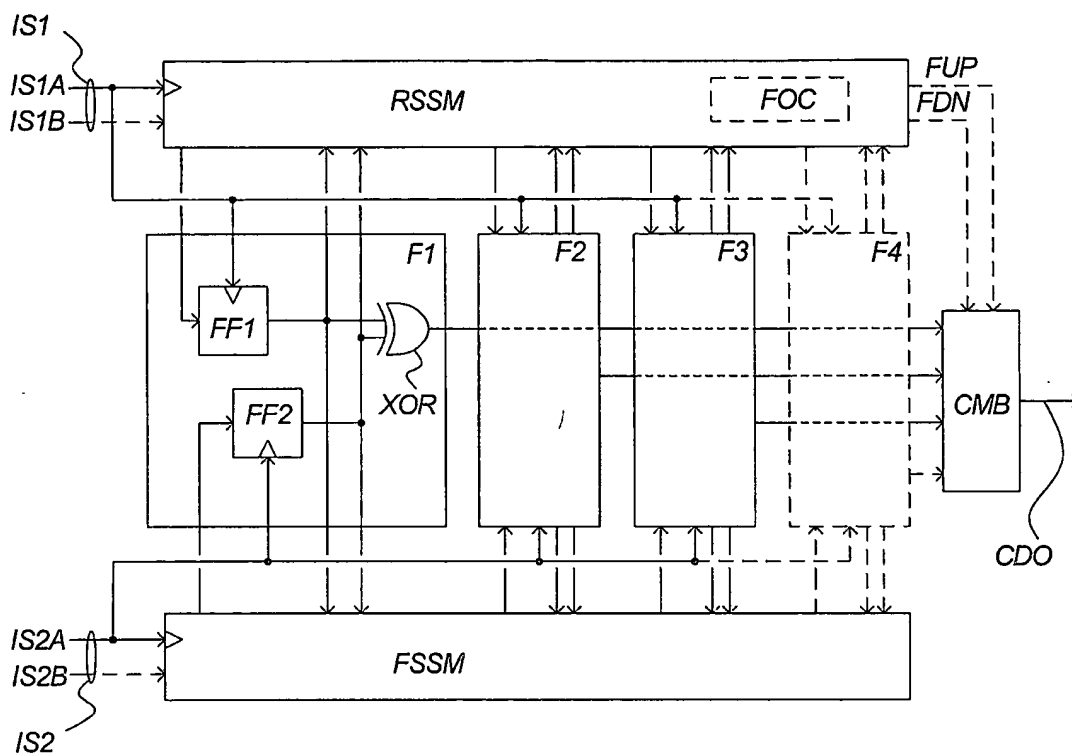 IS1
IS1A
IS1B
RSSM
FOC
FUP
FDN
F1
F2
F3
F4
FF1
XOR
FF2
CMB
CDO
IS2A
IS2B
FSSM
IS2